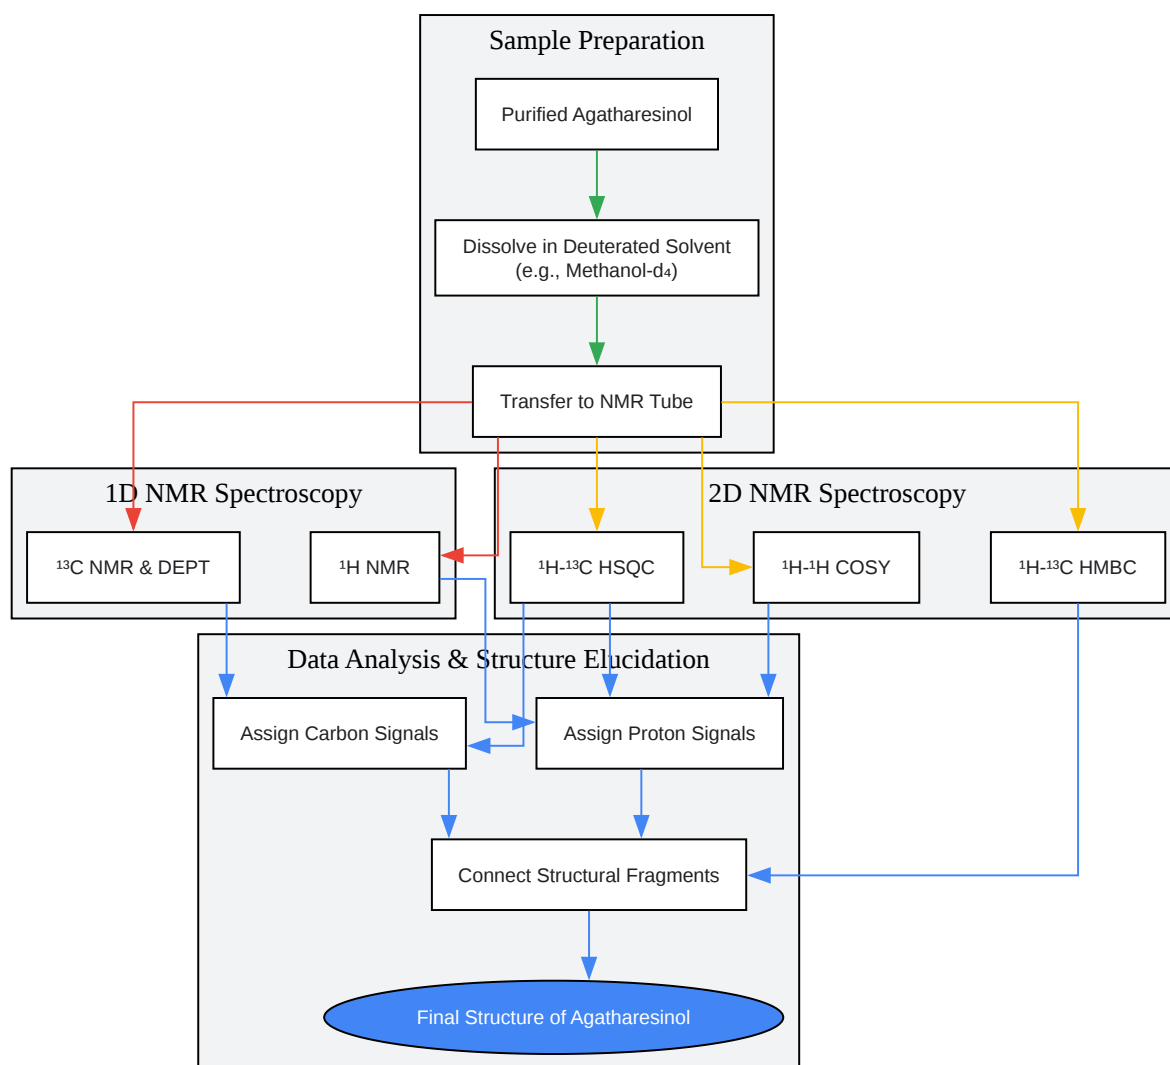 Sample Preparation
Purified Agatharesinol
Dissolve in Deuterated Solvent
(e.g., Methanol-d₄)
Transfer to NMR Tube
1D NMR Spectroscopy
2D NMR Spectroscopy
¹³C NMR & DEPT
¹H NMR
¹H-¹³C HSQC
¹H-¹H COSY
¹H-¹³C HMBC
Data Analysis & Structure Elucidation
Assign Carbon Signals
Assign Proton Signals
Connect Structural Fragments
Final Structure of Agatharesinol